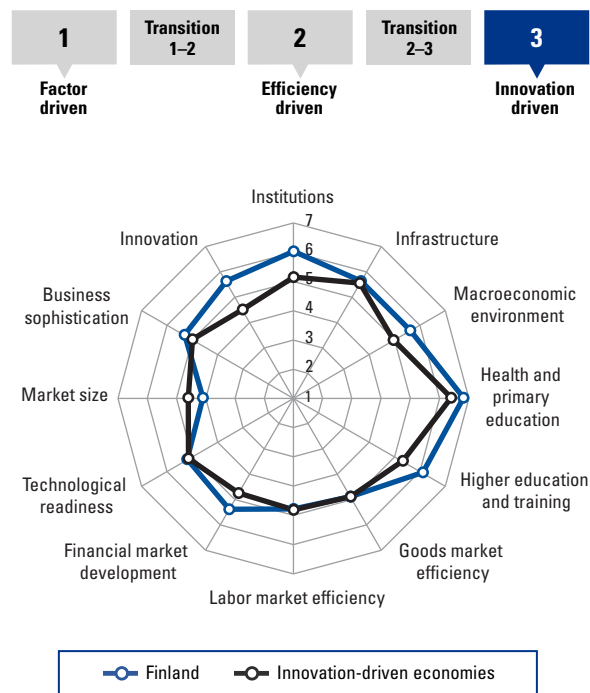 1
Transition
1–2
2
Transition
2–3
3
Factor
driven
Efficiency
driven
Innovation
driven
Institutions
7
Innovation
6
Infrastructure
5
Business
sophistication
Macroeconomic
environment
4
3
2
Market size
1
Health and
primary
education
Technological
readiness
Higher education
and training
Financial market
development
Goods market
efficiency
Labor market efficiency
Finland
Innovation-driven economies